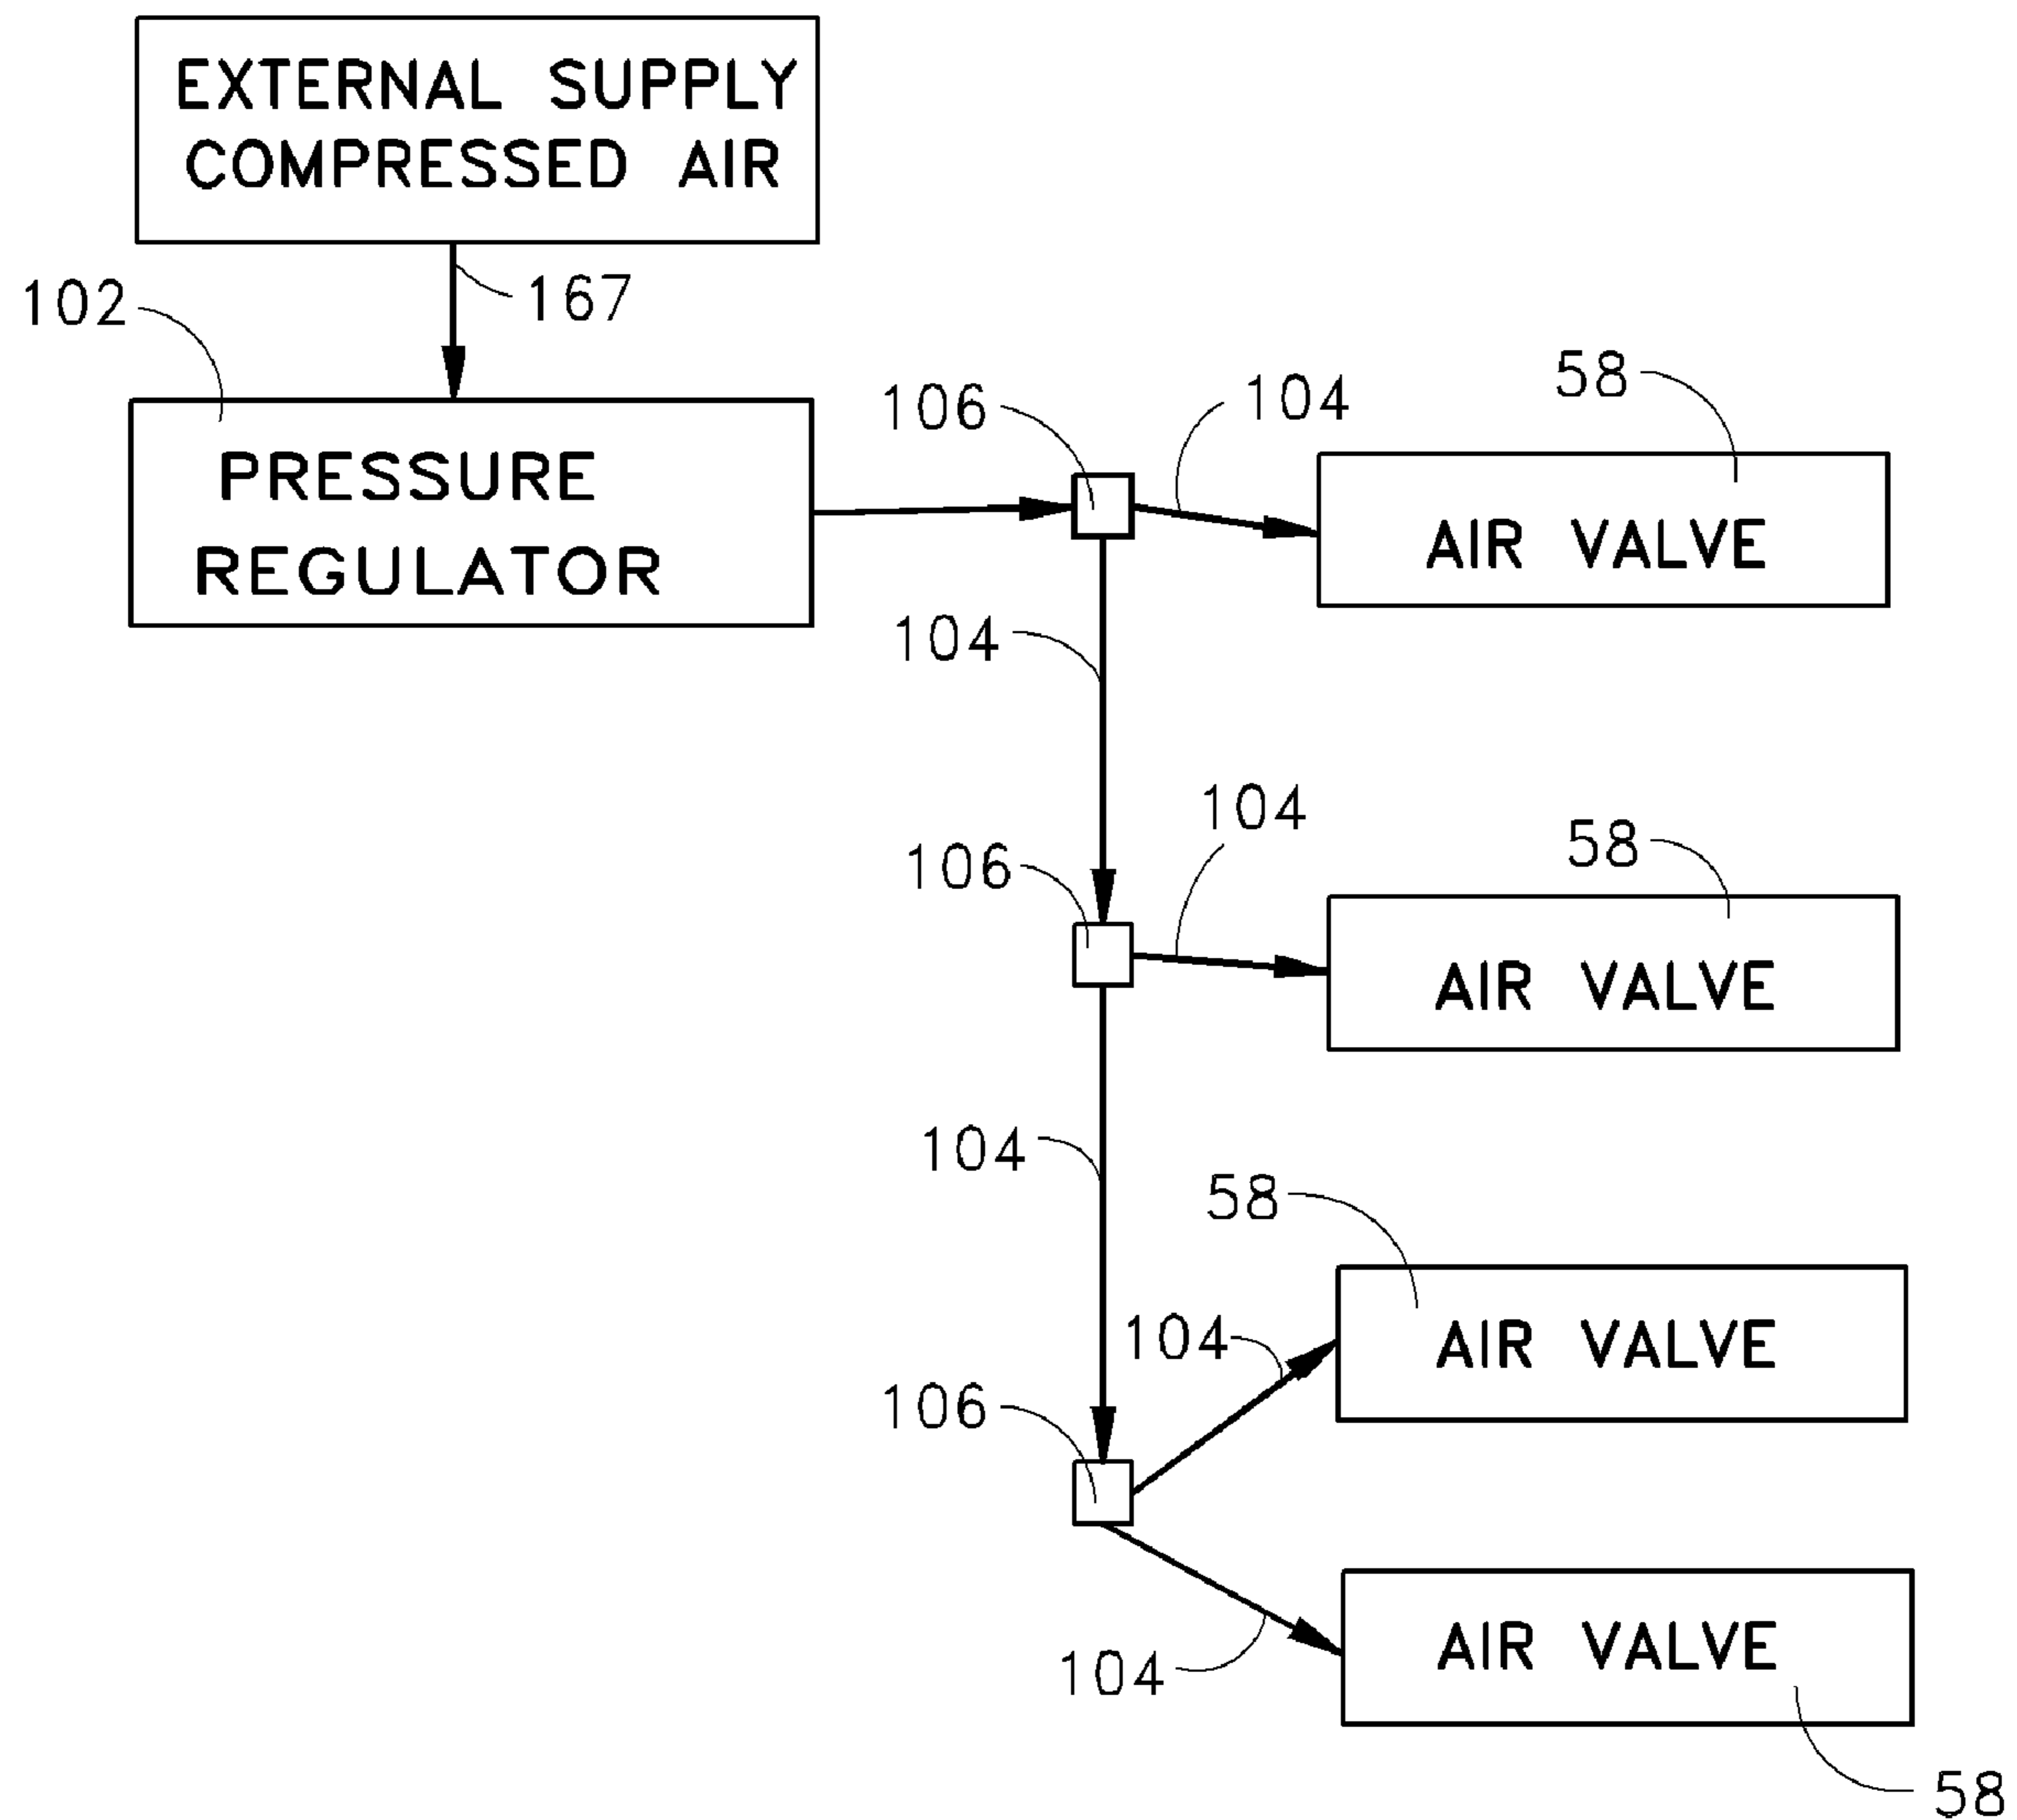 EXTERNAL SUPPLY
COMPRESSED AIR
167
102
PRESSURE
REGULATOR
106
104
58
AIR VALVE
104
104
106
58
AIR VALVE
104
58
104
AIR VALVE
106
AIR VALVE
104
58